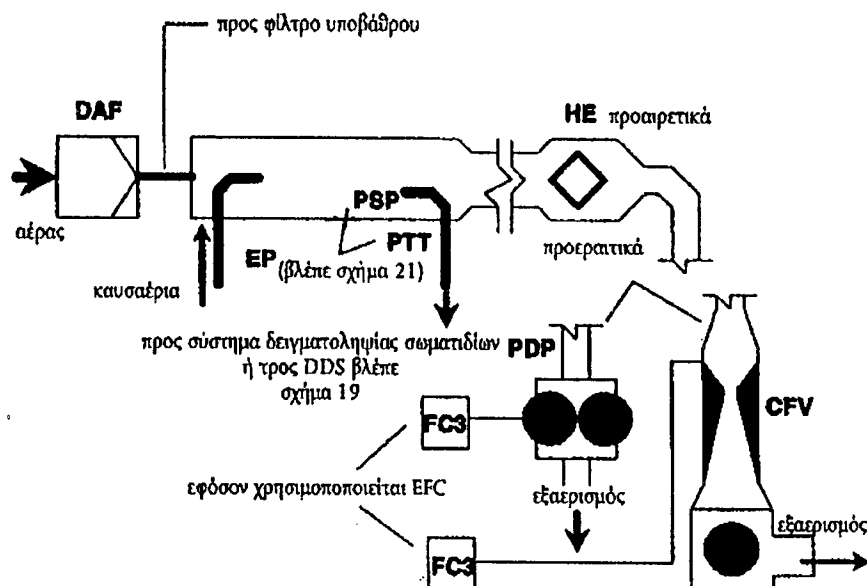 προς φίλτρο υποβάθρου
DAF
HE προαιρετικά
αέρας
PSP
PTT
EP (βλέπε σχήμα 21)
προεραιτικά
καυσαέρια
προς σύστημα δειγματοληψίας σωματιδίων
ή τρος DDS βλέπε
σχήμα 19
PDP
FC3
CFV
εφόσον χρησιμοποποιείται EFC
εξαερισμός
εξαερισμός
FC3